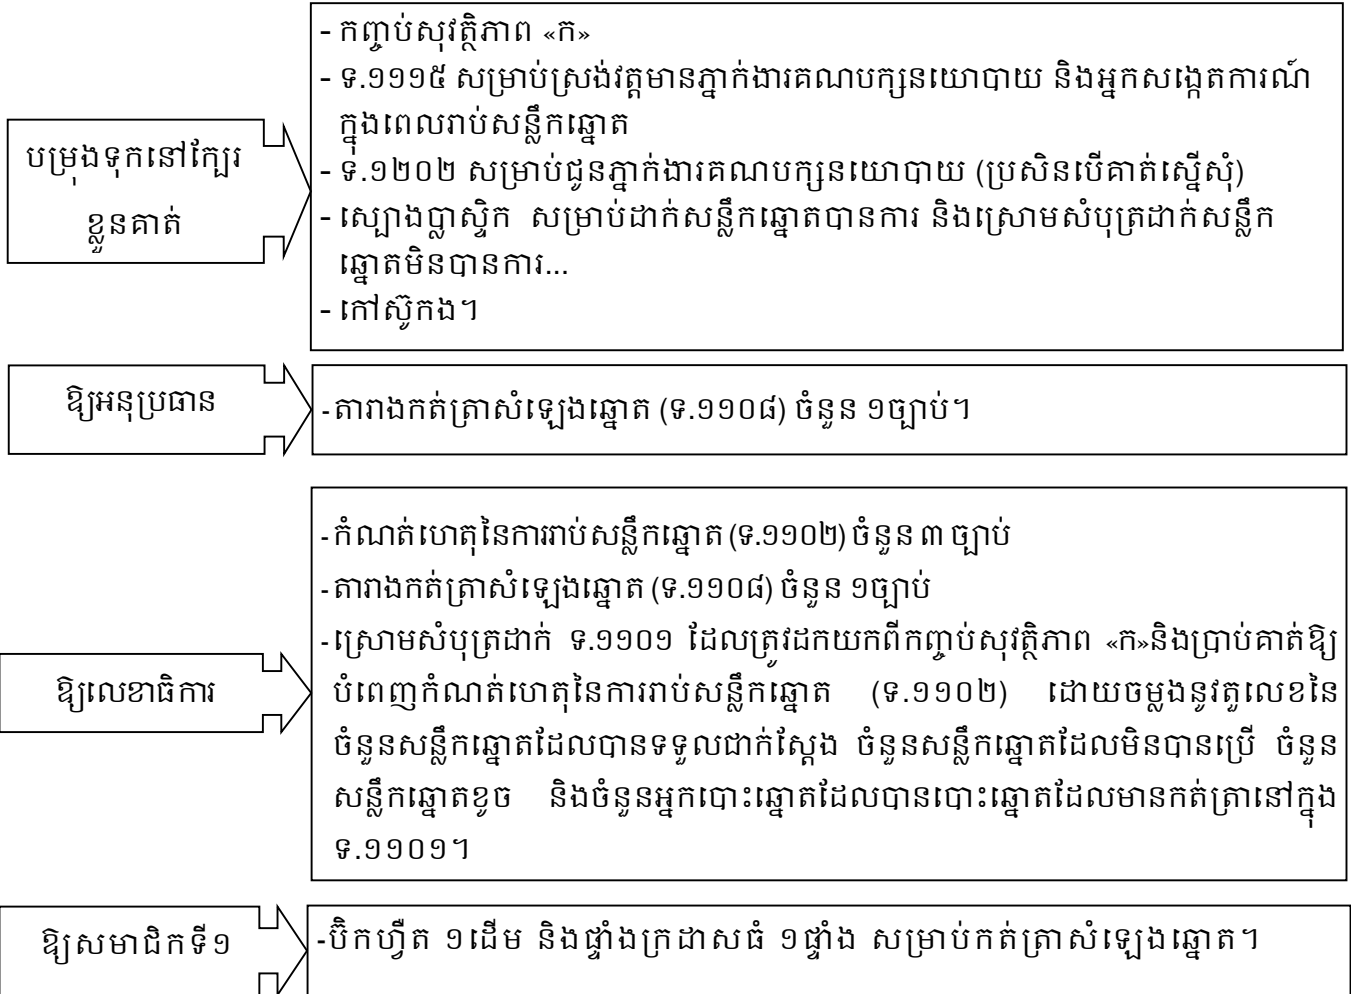 បម្រុងទុកនៅក្បែរ
ខ្លួនគាត់
- កញ្ចប់សុវត្ថិភាព «ក»
- ទ.១១១៥ សម្រាប់ស្រង់វត្តមានភ្នាក់ងារគណបក្សនយោបាយ និងអ្នកសង្កេតការណ៍
ក្នុងពេលរាប់សន្លឹកឆ្នោត
- ទ.១២០២ សម្រាប់ជូនភ្នាក់ងារគណបក្សនយោបាយ (ប្រសិនបើគាត់ស្នើសុំ)
- ស្បោងប្លាស្ទិក សម្រាប់ដាក់សន្លឹកឆ្នោតបានការ និងស្រោមសំបុត្រដាក់សន្លឹក
ឆ្នោតមិនបានការ...
- កៅស៊ូកង។
ឱ្យអនុប្រធាន
-តារាងកត់ត្រាសំឡេងឆ្នោត (ទ.១១០៨) ចំនួន ១ច្បាប់។
ឱ្យលេខាធិការ
-កំណត់ហេតុនៃការរាប់សន្លឹកឆ្នោត (ទ.១១០២) ចំនួន ៣ ច្បាប់
-តារាងកត់ត្រាសំឡេងឆ្នោត (ទ.១១០៨) ចំនួន ១ច្បាប់
-ស្រោមសំបុត្រដាក់ ទ.១១០១ ដែលត្រូវដកយកពីកញ្ចប់សុវត្ថិភាព «ក»និងប្រាប់គាត់ឱ្យ
បំពេញកំណត់ហេតុនៃការរាប់សន្លឹកឆ្នោត (ទ.១១០២) ដោយចម្លងនូវតួលេខនៃ
ចំនួនសន្លឹកឆ្នោតដែលបានទទួលជាក់ស្តែង ចំនួនសន្លឹកឆ្នោតដែលមិនបានប្រើ ចំនួន
សន្លឹកឆ្នោតខូច និងចំនួនអ្នកបោះឆ្នោតដែលបានបោះឆ្នោតដែលមានកត់ត្រានៅក្នុង
ទ.១១០១។
ឱ្យសមាជិកទី១
-ប៊ិកហ្វឺត ១ដើម និងផ្ទាំងក្រដាសធំ ១ផ្ទាំង សម្រាប់កត់ត្រាសំឡេងឆ្នោត។